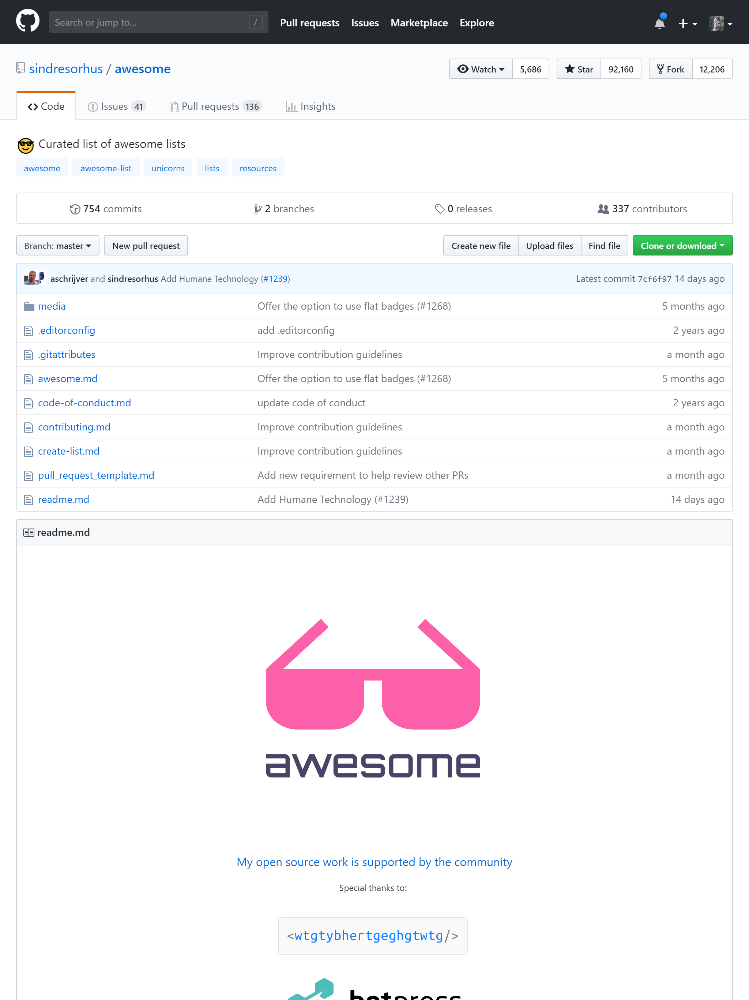 Search or jump to... /
Pull requests Issues Marketplace Explore
sindresorhus / awesome
Watch 5,686 Star 92,160 Fork 12,206
Code Issues 41 Pull requests 136 Insights
Curated list of awesome lists
awesome awesome-list unicorns lists resources
754 commits 2 branches 0 releases 337 contributors
Branch: master New pull request Create new file Upload files Find file Clone or download
aschrijver and sindresorhus Add Humane Technology (#1239) Latest commit 7cf6f97 14 days ago
media Offer the option to use flat badges (#1268) 5 months ago
.editorconfig add .editorconfig 2 years ago
.gitattributes Improve contribution guidelines a month ago
awesome.md Offer the option to use flat badges (#1268) 5 months ago
code-of-conduct.md update code of conduct 2 years ago
contributing.md Improve contribution guidelines a month ago
create-list.md Improve contribution guidelines a month ago
pull_request_template.md Add new requirement to help review other PRs a month ago
readme.md Add Humane Technology (#1239) 14 days ago
readme.md
awesome
My open source work is supported by the community
Special thanks to:
<wtgtybhertgeghgtwtg/>
botpress